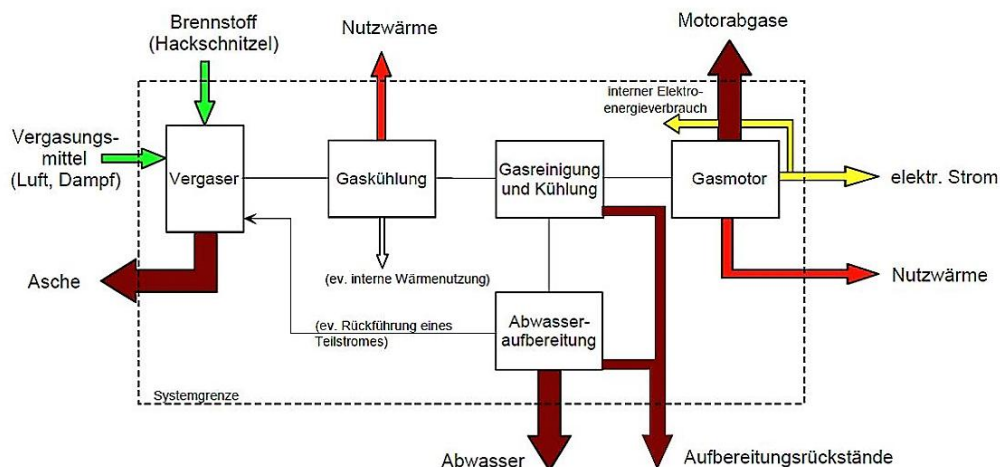 Brennstoff
(Hackschnitzel)
Nutzwärme
Motorabgase
interner Elektro-
energieverbrauch
Vergasungs-
mittel
(Luft, Dampf)
Vergaser
Gaskühlung
Gasreinigung
und Kühlung
Gasmotor
elektr. Strom
Asche
(ev. interne Wärmenutzung)
Nutzwärme
(ev. Rückführung eines
Teilstromes)
Abwasser-
aufbereitung
Systemgrenze
Abwasser
Aufbereitungsrückstände